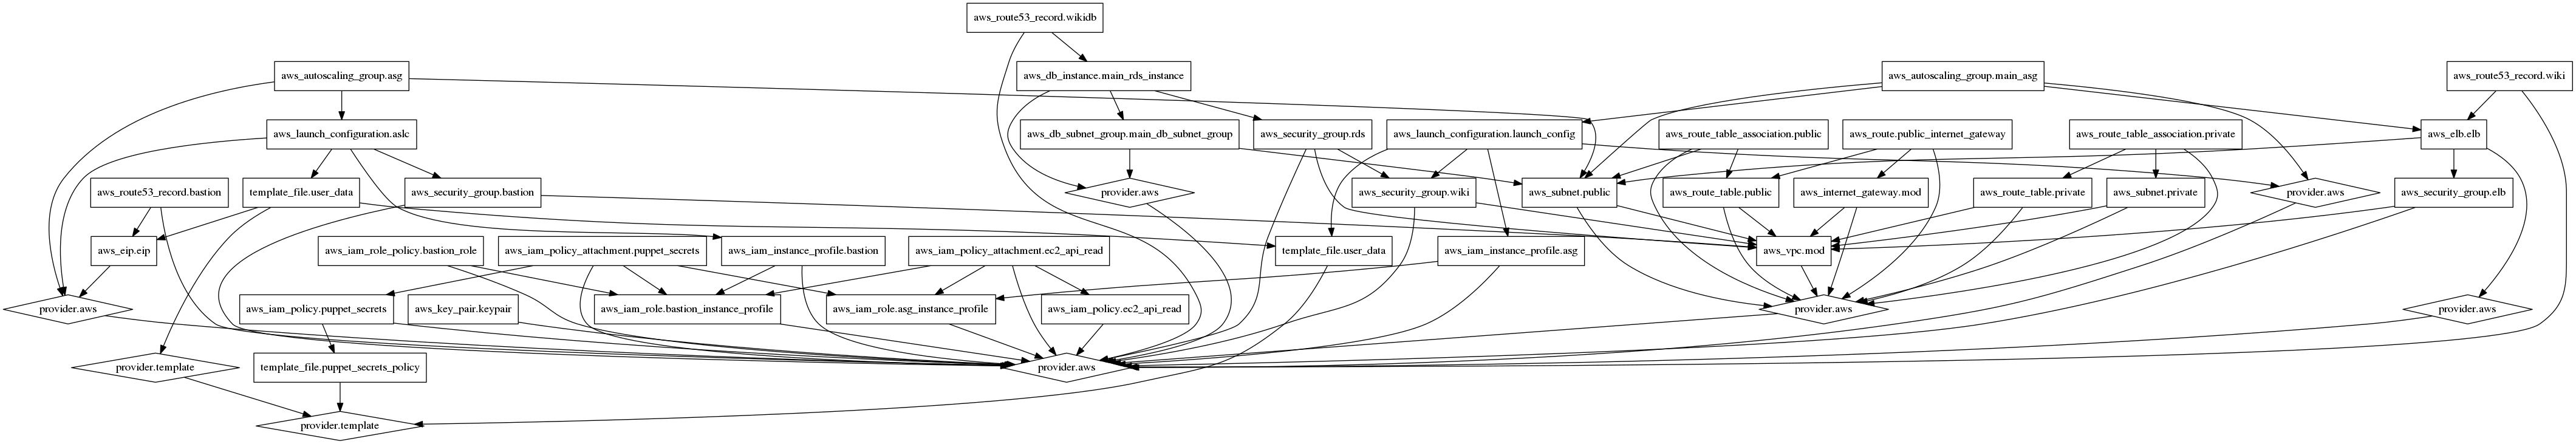 aws_route53_record.wikidb
aws_autoscaling_group.asg
aws_db_instance.main_rds_instance
aws_autoscaling_group.main_asg
aws_route53_record.wiki
aws_launch_configuration.aslc
aws_db_subnet_group.main_db_subnet_group
aws_security_group.rds
aws_launch_configuration.launch_config
aws_route_table_association.public
aws_route.public_internet_gateway
aws_route_table_association.private
aws_elb.elb
aws_route53_record.bastion
template_file.user_data
aws_security_group.bastion
provider.aws
aws_security_group.wiki
aws_subnet.public
aws_route_table.public
aws_internet_gateway.mod
aws_route_table.private
aws_subnet.private
provider.aws
aws_security_group.elb
aws_eip.eip
aws_iam_role_policy.bastion_role
aws_iam_policy_attachment.puppet_secrets
aws_iam_instance_profile.bastion
aws_iam_policy_attachment.ec2_api_read
template_file.user_data
aws_iam_instance_profile.asg
aws_vpc.mod
provider.aws
aws_iam_policy.puppet_secrets
aws_key_pair.keypair
aws_iam_role.bastion_instance_profile
aws_iam_role.asg_instance_profile
aws_iam_policy.ec2_api_read
provider.aws
provider.aws
provider.template
template_file.puppet_secrets_policy
provider.aws
provider.template